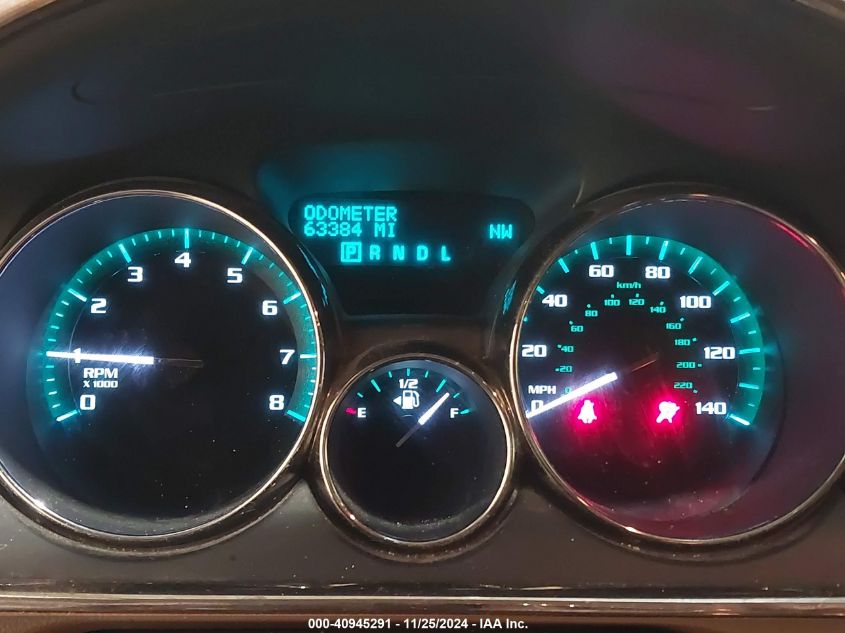 ODOMETER
63384 MI NW
P R N D L
0 1 2 3 4 5 6 7 8
RPM
X 1000
E 1/2 F
0 20 40 60 80 100 120 140
MPH
km/h
0 20 40 60 80 100 120 140 160 180 200 220
000-40945291 - 11/25/2024 - IAA Inc.